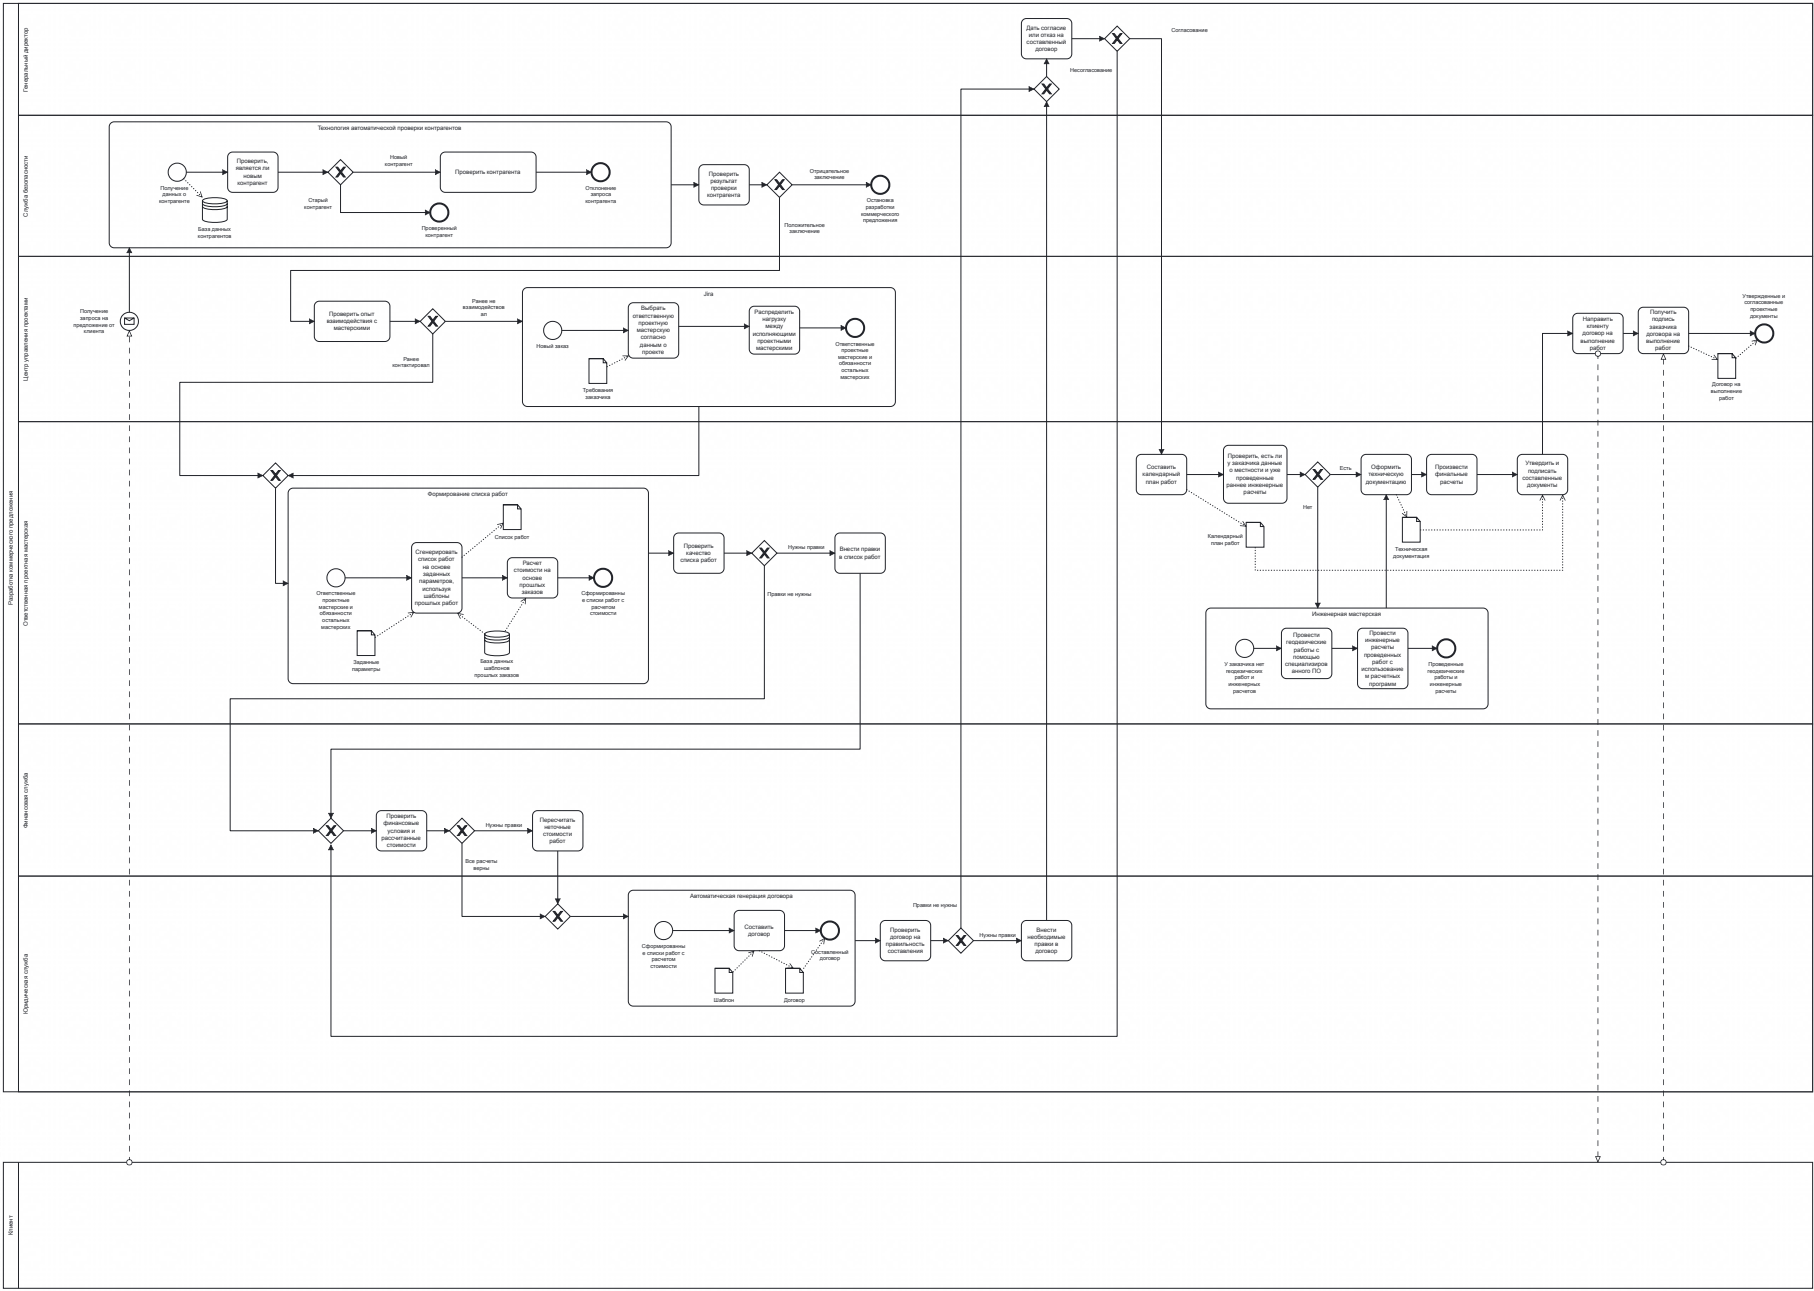 Разработка коммерческого предложения
Генеральный директор
Дать согласие
или отказ на
составленный
договор
Согласование
Несогласование
Служба безопасности
Технология автоматической проверки контрагентов
Получение
данных о
контрагенте
Проверить,
является ли
новым
контрагент
База данных
контрагентов
Новый
контрагент
Старый
контрагент
Проверить контрагента
Проверенный
контрагент
Отклонение
запроса
контрагента
Проверить
результат
проверки
контрагента
Отрицательное
заключение
Положительное
заключение
Остановка
разработки
коммерческого
предложения
Центр управления проектами
Получение
запроса на
предложение от
клиента
Проверить опыт
взаимодействия с
мастерскими
Ранее не
взаимодействов
ал
Ранее
контактировал
Jira
Новый заказ
Выбрать
ответственную
проектную
мастерскую
согласно
данным о
проекте
Требования
заказчика
Распределить
нагрузку
между
исполняющими
проектными
мастерскими
Ответственные
проектные
мастерские и
обязанности
остальных
мастерских
Направить
клиенту
договор на
выполнение
работ
Получить
подпись
заказчика
договора на
выполнение
работ
Договор на
выполнение
работ
Утвержденные и
согласованные
проектные
документы
Ответственная проектная мастерская
Формирование списка работ
Ответственные
проектные
мастерские и
обязанности
остальных
мастерских
Сгенерировать
список работ
на основе
заданных
параметров,
используя
шаблоны
прошлых работ
Список работ
Расчет
стоимости на
основе
прошлых
заказов
Сформированны
е списки работ с
расчетом
стоимости
Заданные
параметры
База данных
шаблонов
прошлых заказов
Проверить
качество
списка работ
Нужны правки
Правки не нужны
Внести правки
в список работ
Составить
календарный
план работ
Проверить, есть ли
у заказчика данные
о местности и уже
проведенные
раннее инженерные
расчеты
Есть
Нет
Оформить
техническую
документацию
Произвести
финальные
расчеты
Утвердить и
подписать
составленные
документы
Календарный
план работ
Техническая
документация
Инженерная мастерская
У заказчика нет
геодезических
работ и
инженерных
расчетов
Провести
геодезические
работы с
помощью
специализиров
анного ПО
Провести
инженерные
расчеты
проведенных
работ с
использование
м расчетных
программ
Проведенные
геодезические
работы и
инженерные
расчеты
Финансовая служба
Проверить
финансовые
условия и
рассчитанные
стоимости
Нужны правки
Все расчеты
верны
Пересчитать
неточные
стоимости
работ
Юридическая служба
Автоматическая генерация договора
Сформированны
е списки работ с
расчетом
стоимости
Составить
договор
Составленный
договор
Шаблон
Договор
Проверить
договор на
правильность
составления
Правки не нужны
Нужны правки
Внести
необходимые
правки в
договор
Клиент